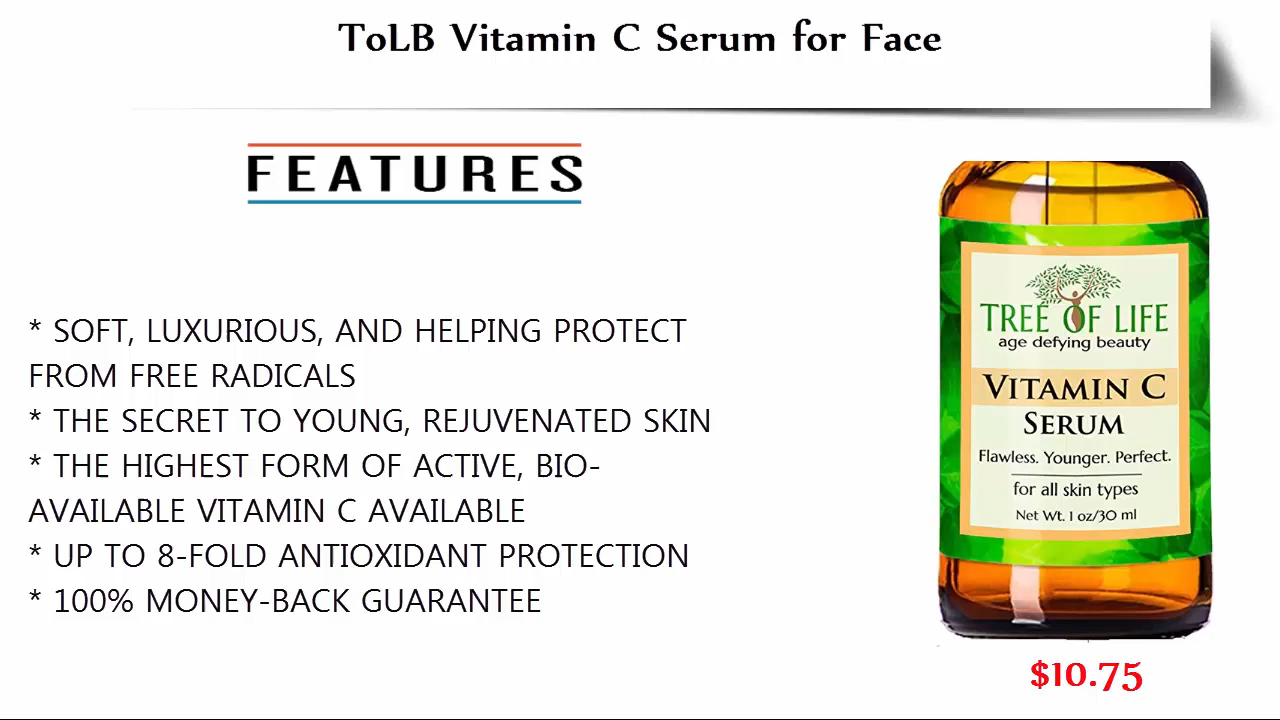 ToLB Vitamin C Serum for Face
FEATURES
* SOFT, LUXURIOUS, AND HELPING PROTECT
FROM FREE RADICALS
* THE SECRET TO YOUNG, REJUVENATED SKIN
* THE HIGHEST FORM OF ACTIVE, BIO-
AVAILABLE VITAMIN C AVAILABLE
* UP TO 8-FOLD ANTIOXIDANT PROTECTION
* 100% MONEY-BACK GUARANTEE
TREE OF LIFE
age defying beauty
VITAMIN C
SERUM
Flawless. Younger. Perfect.
for all skin types
Net Wt. 1 oz/30 ml
$10.75